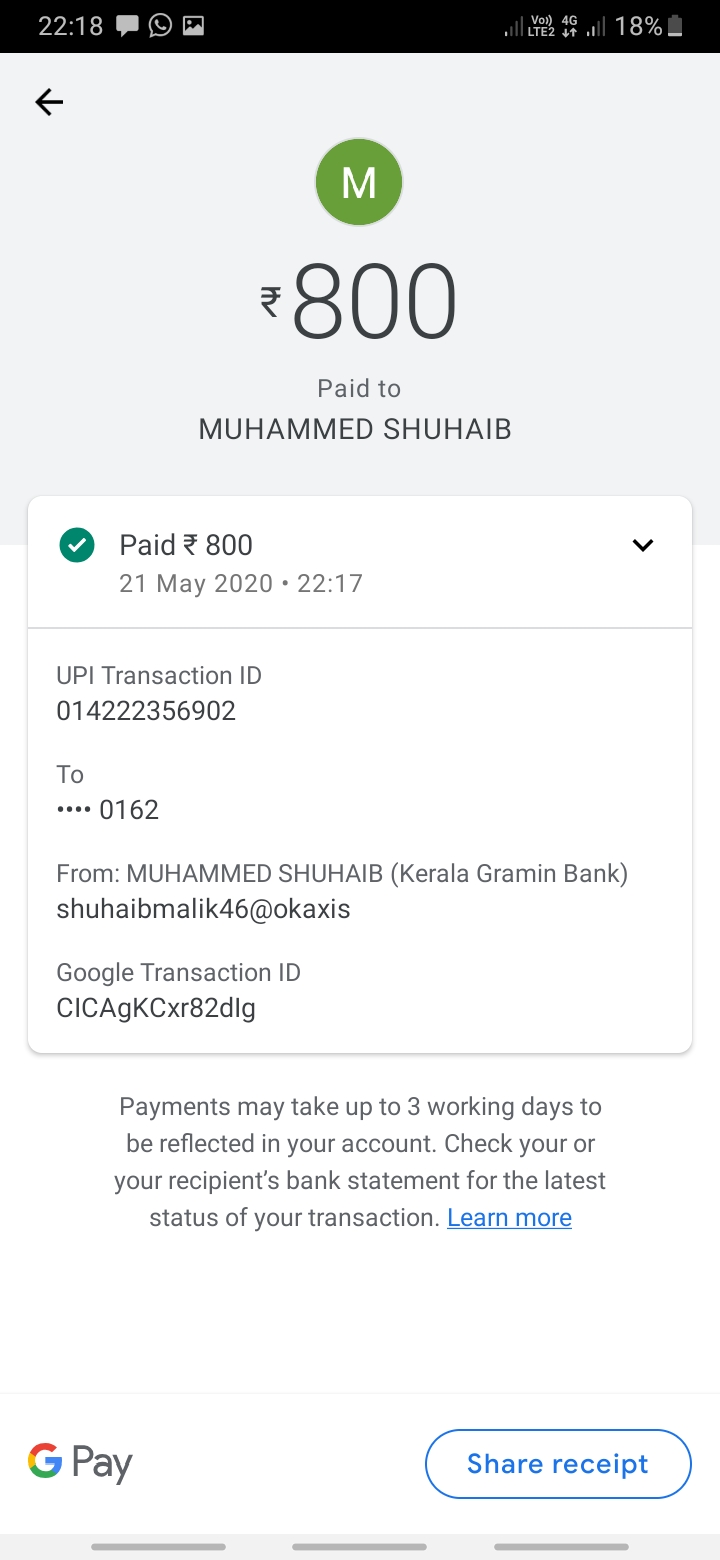 22:18 Vo) 4G LTE2 18%
M
₹800
Paid to
MUHAMMED SHUHAIB
Paid ₹ 800
21 May 2020 • 22:17
UPI Transaction ID
014222356902
To
•••• 0162
From: MUHAMMED SHUHAIB (Kerala Gramin Bank)
shuhaibmalik46@okaxis
Google Transaction ID
CICAgKCxr82dIg
Payments may take up to 3 working days to
be reflected in your account. Check your or
your recipient’s bank statement for the latest
status of your transaction. Learn more
G Pay
Share receipt